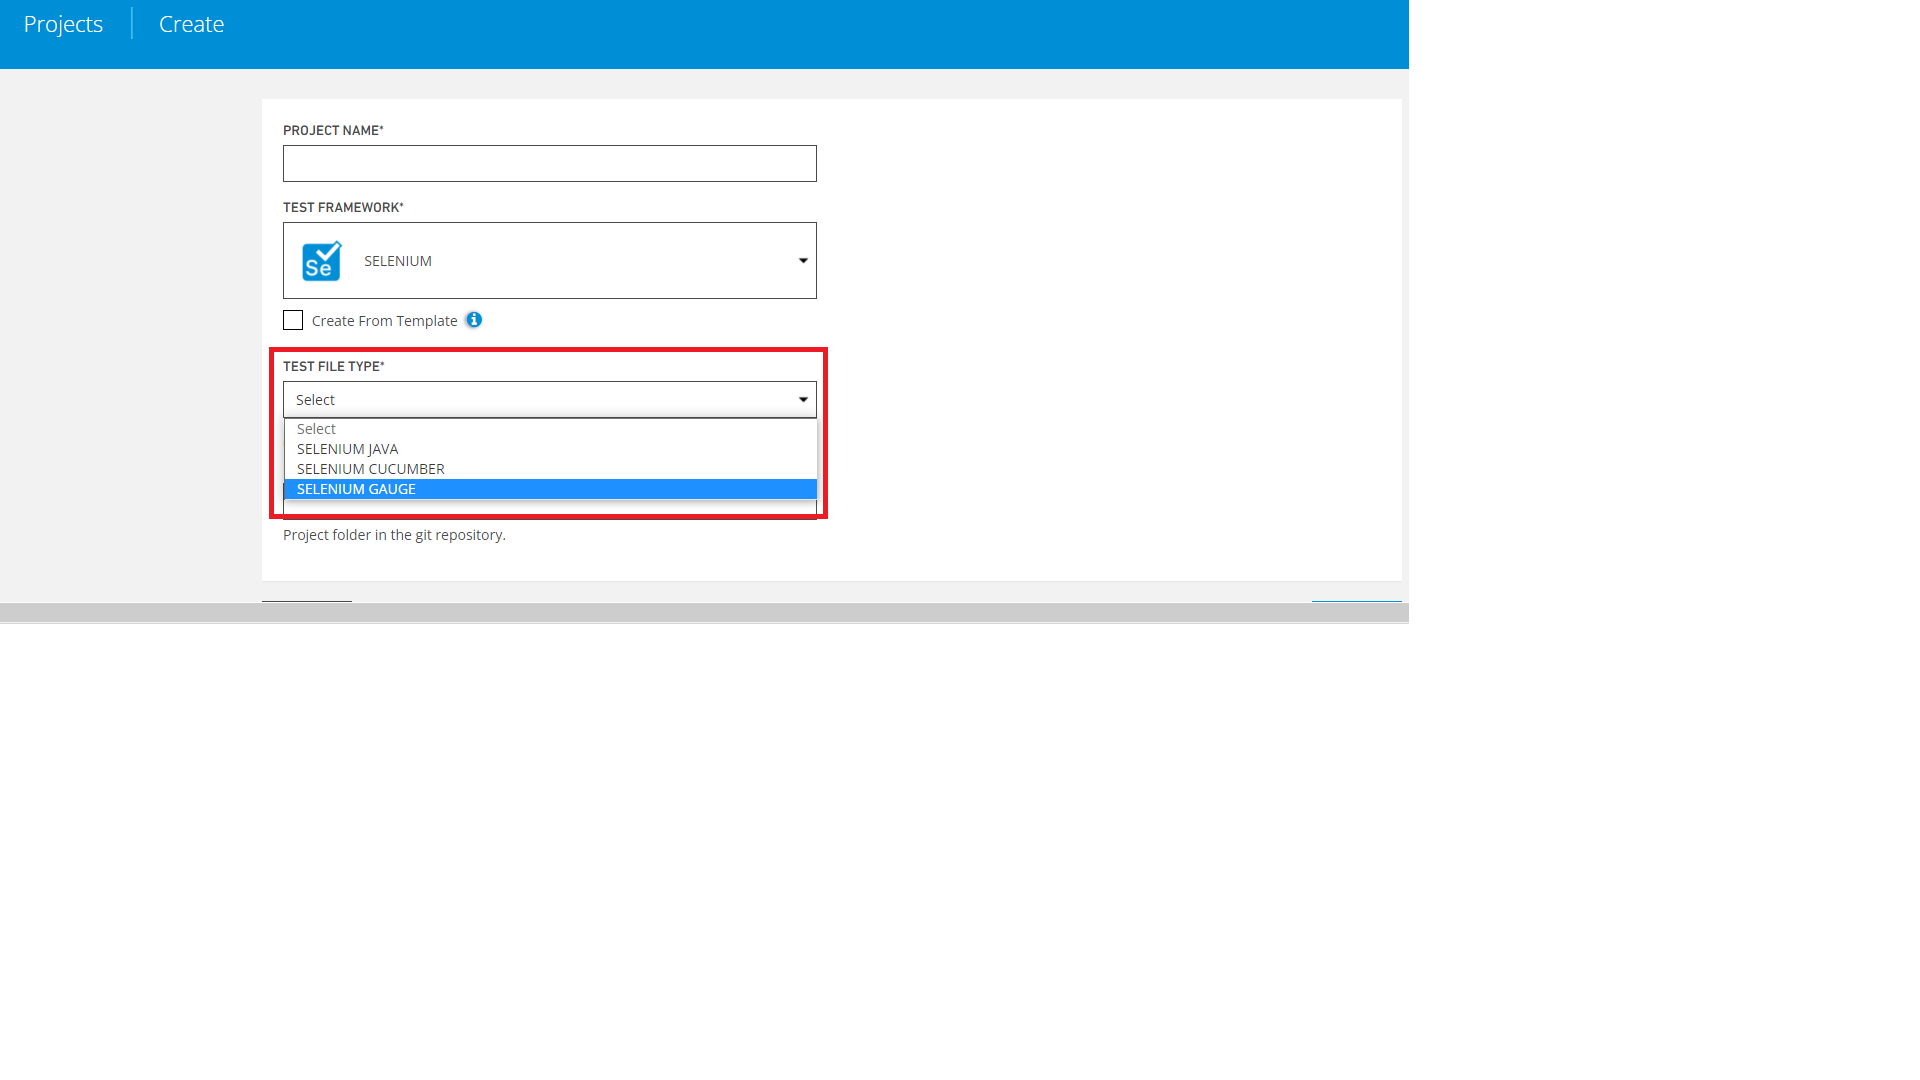 Projects Create
PROJECT NAME*
TEST FRAMEWORK*
Se SELENIUM
Create From Template
TEST FILE TYPE*
Select
Select
SELENIUM JAVA
SELENIUM CUCUMBER
SELENIUM GAUGE
Project folder in the git repository.